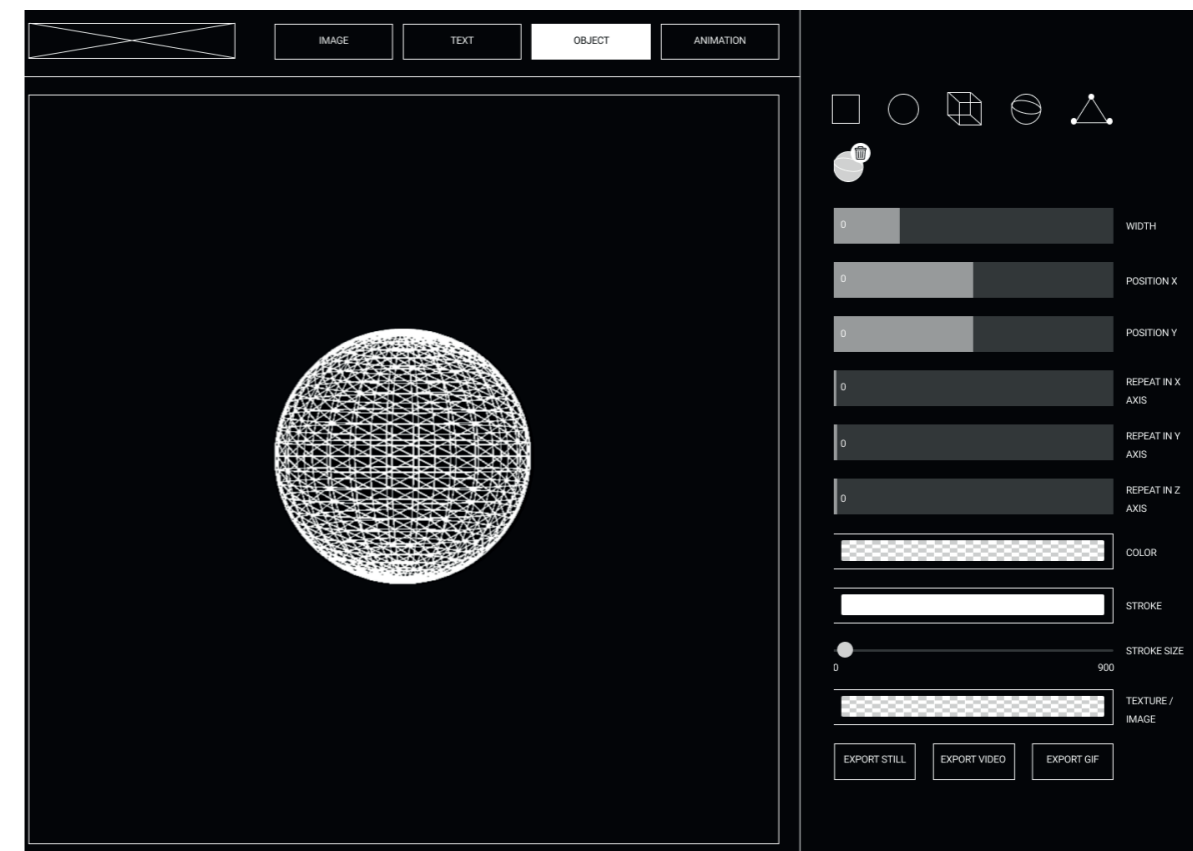 IMAGE
TEXT
OBJECT
ANIMATION
0
WIDTH
0
POSITION X
0
POSITION Y
0
REPEAT IN X
AXIS
0
REPEAT IN Y
AXIS
0
REPEAT IN Z
AXIS
COLOR
STROKE
STROKE SIZE
0
900
TEXTURE /
IMAGE
EXPORT STILL
EXPORT VIDEO
EXPORT GIF